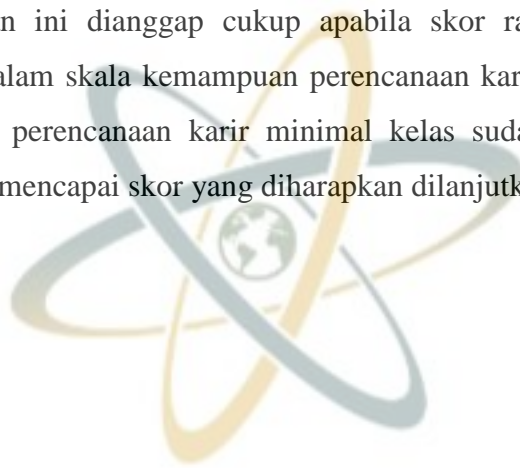 n ini dianggap cukup apabila skor ra
alam skala kemampuan perencanaan kar
perencanaan karir minimal kelas suda
mencapai skor yang diharapkan dilanjutk